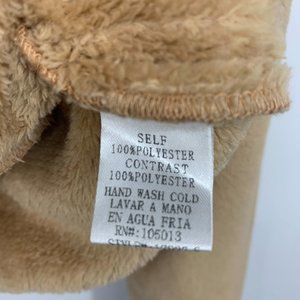 SELF
100%POLYESTER
CONTRAST
100%POLYESTER
HAND WASH COLD
LAVAR A MANO
EN AGUA FRIA
RN#:105013